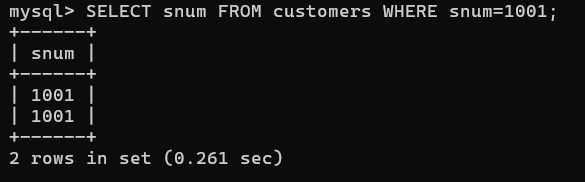 mysql> SELECT snum FROM customers WHERE snum=1001;
+------+
| snum |
+------+
| 1001 |
| 1001 |
+------+
2 rows in set (0.261 sec)